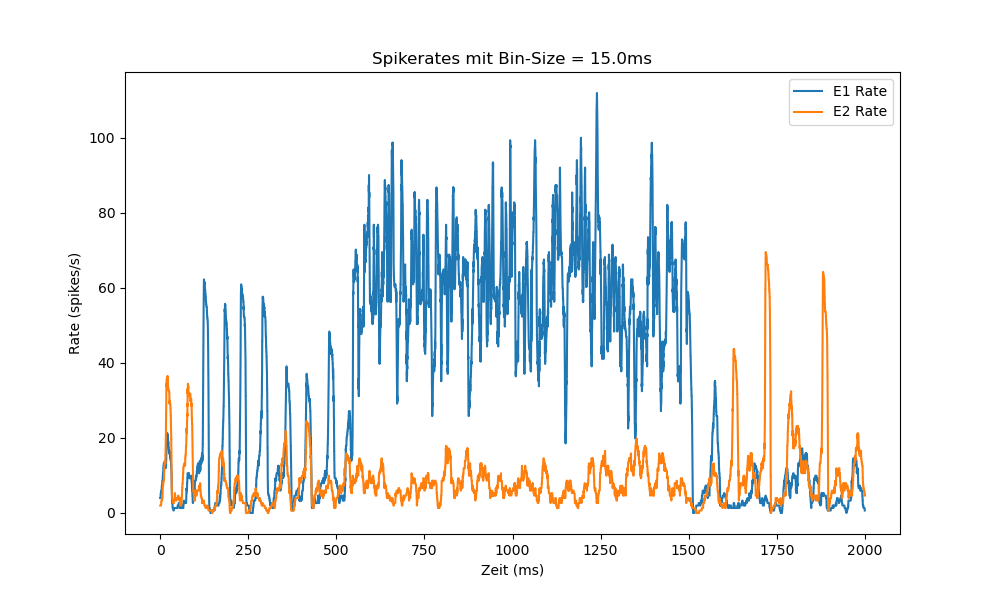 Spikerates mit Bin-Size = 15.0ms
E1 Rate
E2 Rate
Rate (spikes/s)
100
80
60
40
20
0
0 250 500 750 1000 1250 1500 1750 2000
Zeit (ms)